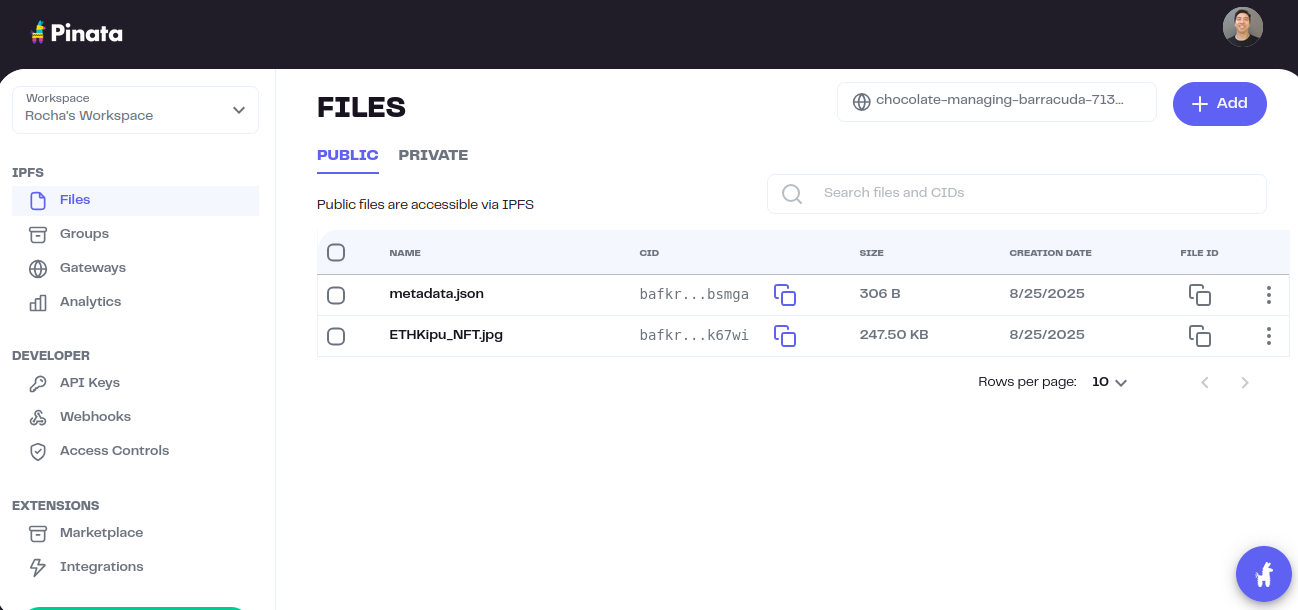 Pinata
Workspace
Rocha's Workspace
IPFS
Files
Groups
Gateways
Analytics
DEVELOPER
API Keys
Webhooks
Access Controls
EXTENSIONS
Marketplace
Integrations
FILES
chocolate-managing-barracuda-713...
Add
PUBLIC PRIVATE
Public files are accessible via IPFS
Search files and CIDs
NAME CID SIZE CREATION DATE FILE ID
metadata.json bafkr...bsmga 306 B 8/25/2025
ETHKipu_NFT.jpg bafkr...k67wi 247.50 KB 8/25/2025
Rows per page: 10